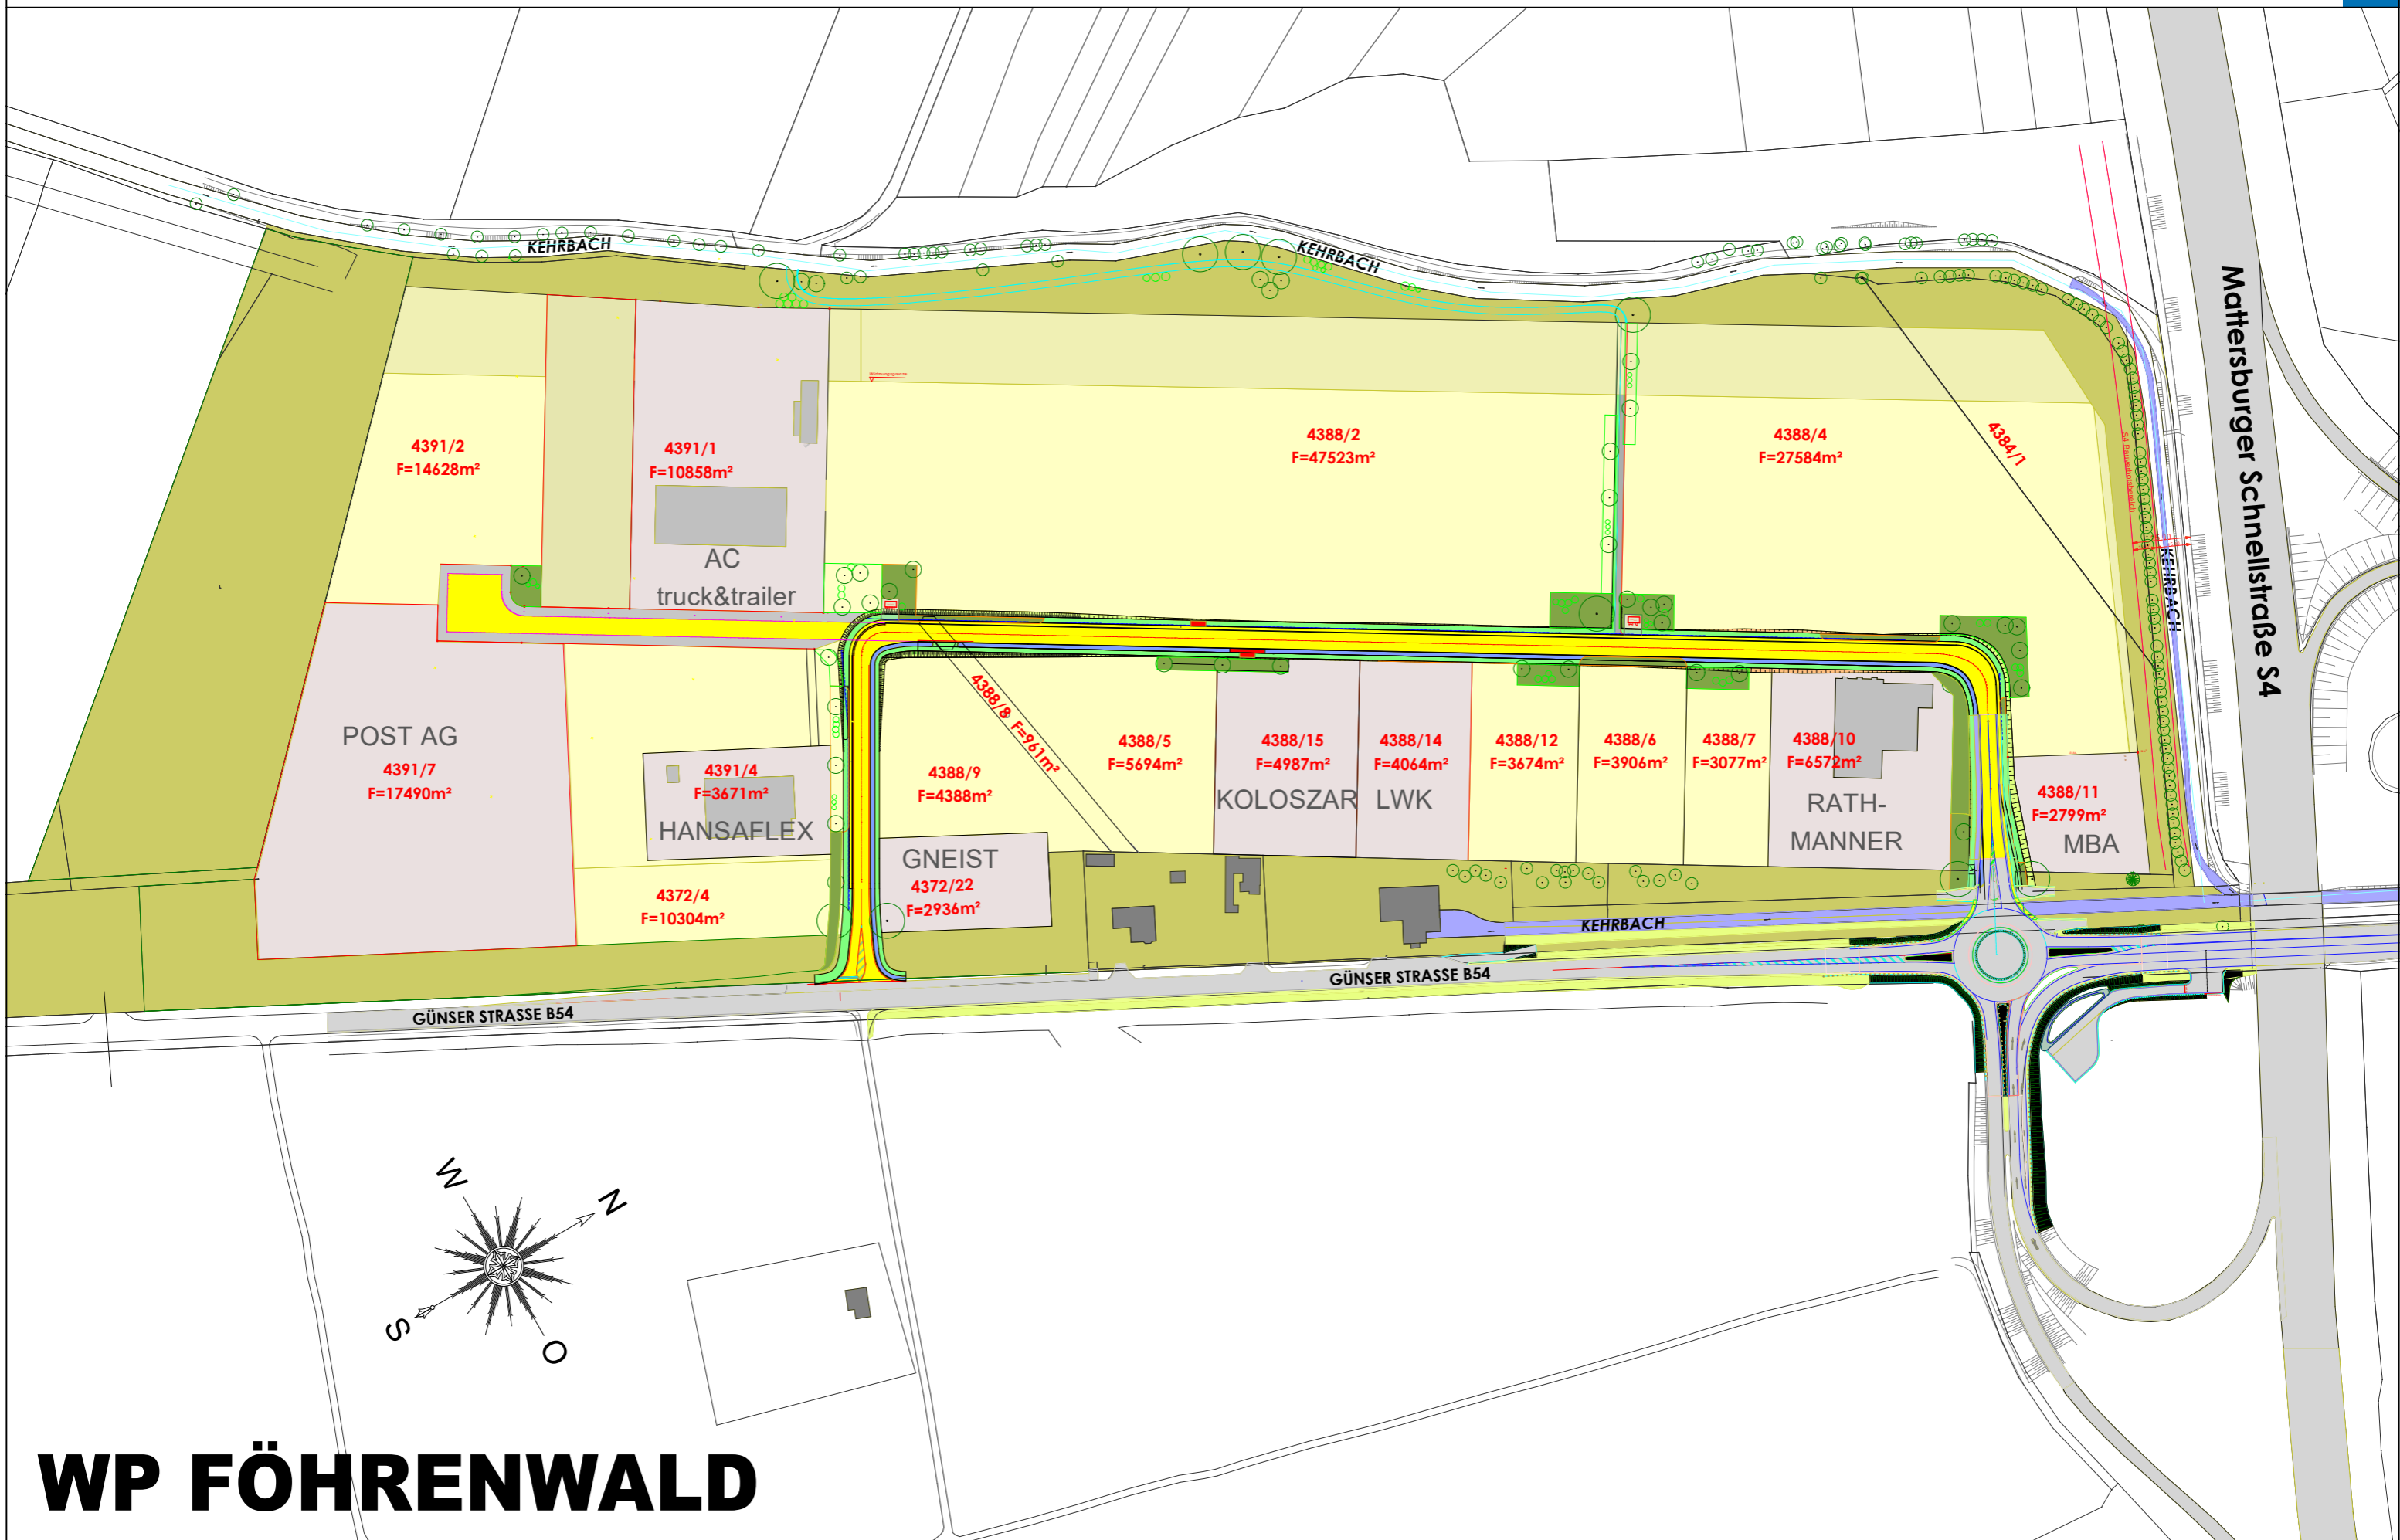 KEHRBACH
KEHRBACH
Mattersburger Schnellstraße S4
4391/2
F=14628m²
4391/1
F=10858m²
AC
truck&trailer
4388/2
F=47523m²
4388/4
F=27584m²
4384/1
KEHRBACH
POST AG
4391/7
F=17490m²
4391/4
F=3671m²
HANSAFLEX
4372/4
F=10304m²
4388/8 F=961m²
4388/9
F=4388m²
GNEIST
4372/22
F=2936m²
4388/5
F=5694m²
4388/15
F=4987m²
KOLOSZAR
4388/14
F=4064m²
LWK
4388/12
F=3674m²
4388/6
F=3906m²
4388/7
F=3077m²
4388/10
F=6572m²
RATH-
MANNER
4388/11
F=2799m²
MBA
KEHRBACH
GÜNSER STRASSE B54
GÜNSER STRASSE B54
W
N
S
O
WP FÖHRENWALD